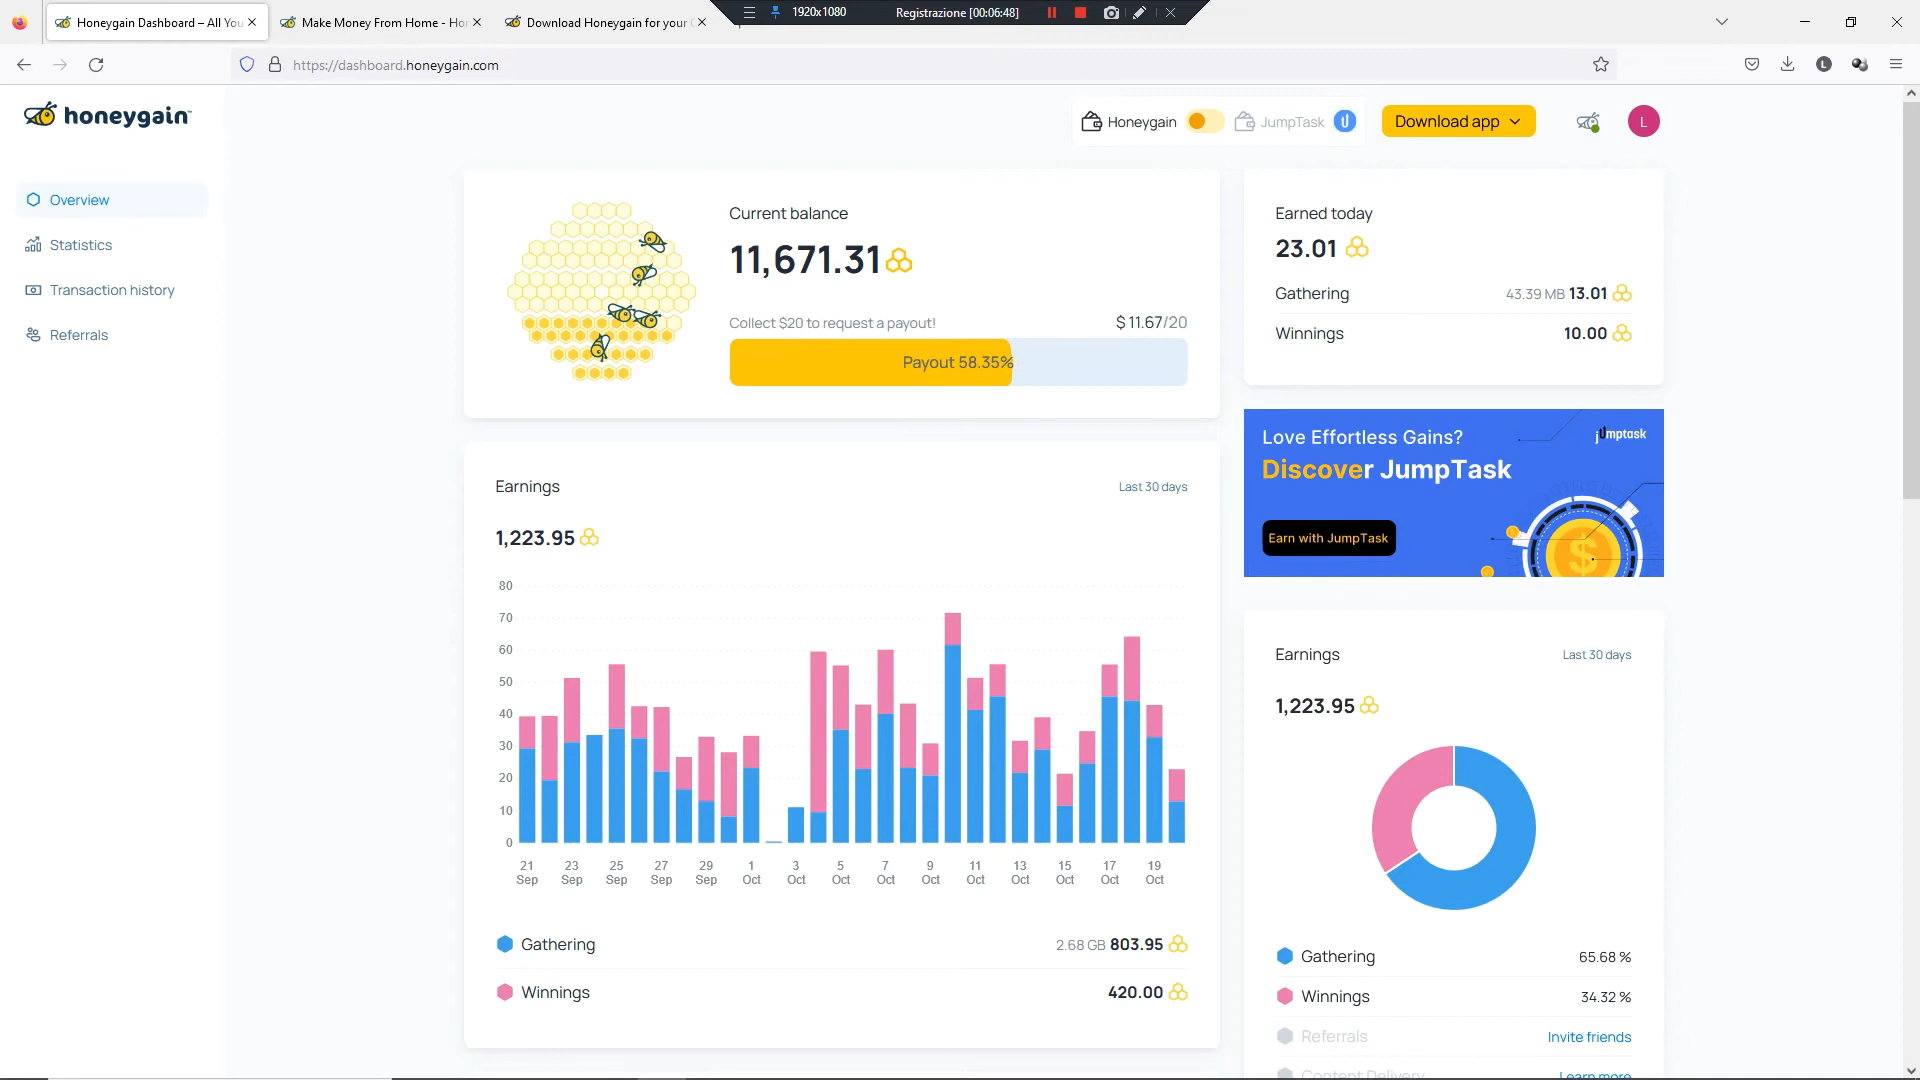 Honeygain Dashboard – All You
Make Money From Home - Hon
Download Honeygain for your
1920x1080
Registrazione [00:06:48]
https://dashboard.honeygain.com
L
honeygain
Honeygain
JumpTask
Download app
L
Overview
Statistics
Transaction history
Referrals
Current balance
11,671.31
Collect $20 to request a payout!
$ 11.67/20
Payout 58.35%
Earned today
23.01
Gathering
43.39 MB 13.01
Winnings
10.00
Love Effortless Gains?
jumptask
Discover JumpTask
Earn with JumpTask
Earnings
Last 30 days
1,223.95
80
70
60
50
40
30
20
10
0
21 23 25 27 29 1 3 5 7 9 11 13 15 17 19
Sep Sep Sep Sep Sep Oct Oct Oct Oct Oct Oct Oct Oct Oct Oct
Gathering
2.68 GB 803.95
Winnings
420.00
Earnings
Last 30 days
1,223.95
Gathering
65.68 %
Winnings
34.32 %
Referrals
Invite friends
Content Delivery
Learn more